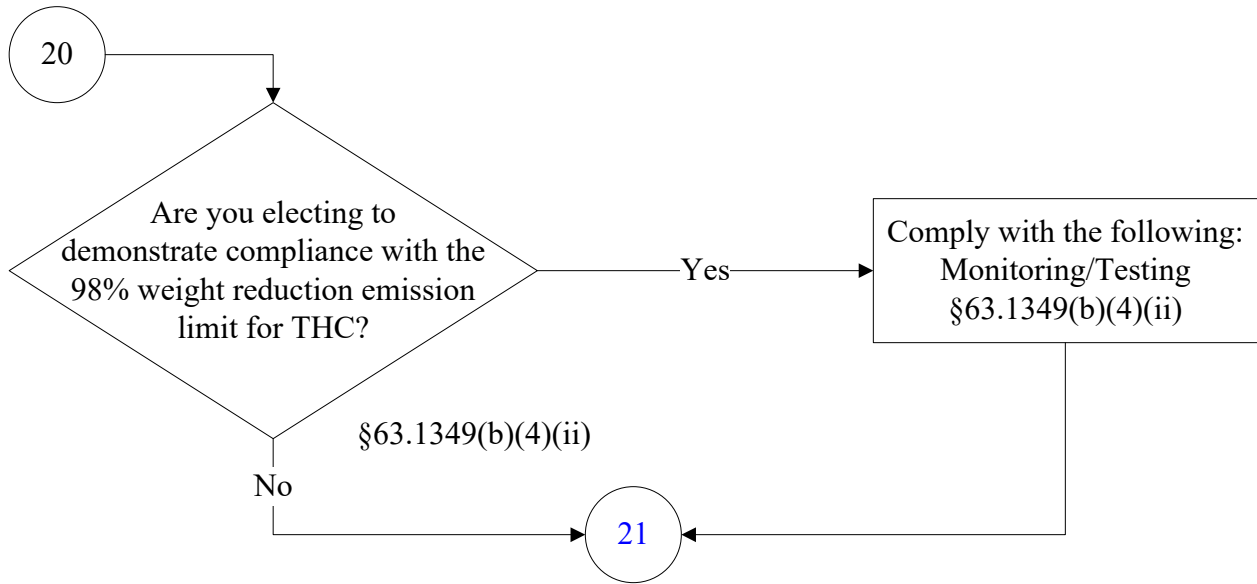 20
Are you electing to
demonstrate compliance with the
98% weight reduction emission
limit for THC?
Yes
Comply with the following:
Monitoring/Testing
§63.1349(b)(4)(ii)
§63.1349(b)(4)(ii)
No
21